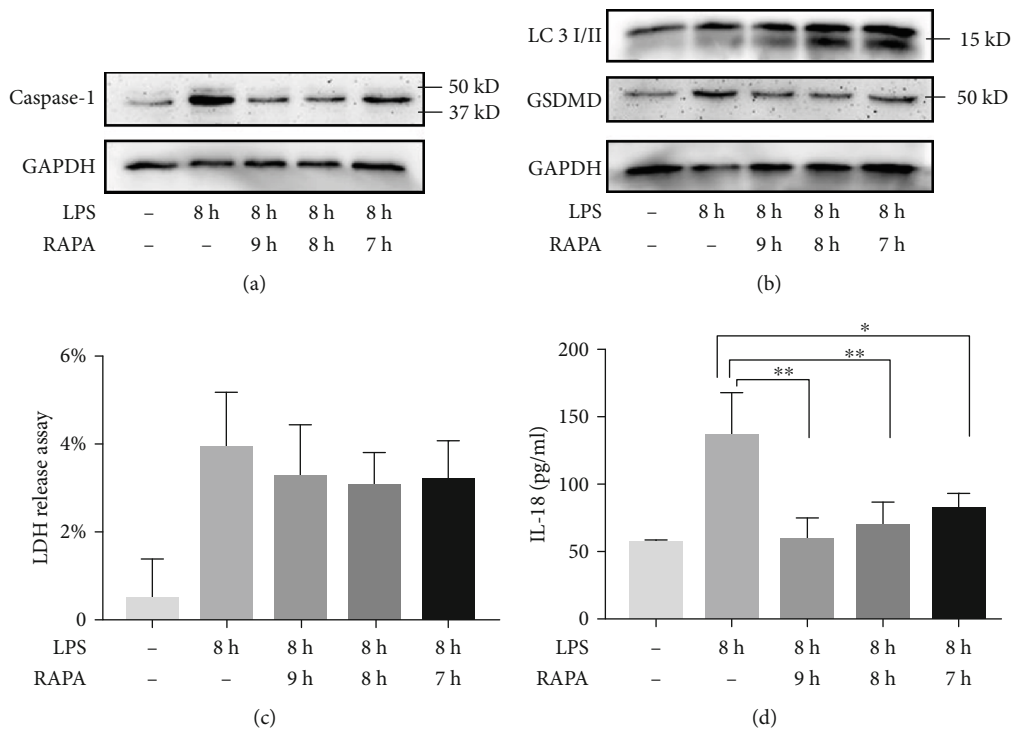 Caspase-1
50 kD
37 kD
GAPDH
LPS – 8 h 8 h 8 h 8 h
RAPA – – 9 h 8 h 7 h
(a)
LC 3 I/II
15 kD
GSDMD
50 kD
GAPDH
LPS – 8 h 8 h 8 h 8 h
RAPA – – 9 h 8 h 7 h
(b)
LDH release assay
6%
4%
2%
0
LPS – 8 h 8 h 8 h 8 h
RAPA – – 9 h 8 h 7 h
(c)
IL-18 (pg/ml)
200
150
100
50
0
*
**
**
LPS – 8 h 8 h 8 h 8 h
RAPA – – 9 h 8 h 7 h
(d)